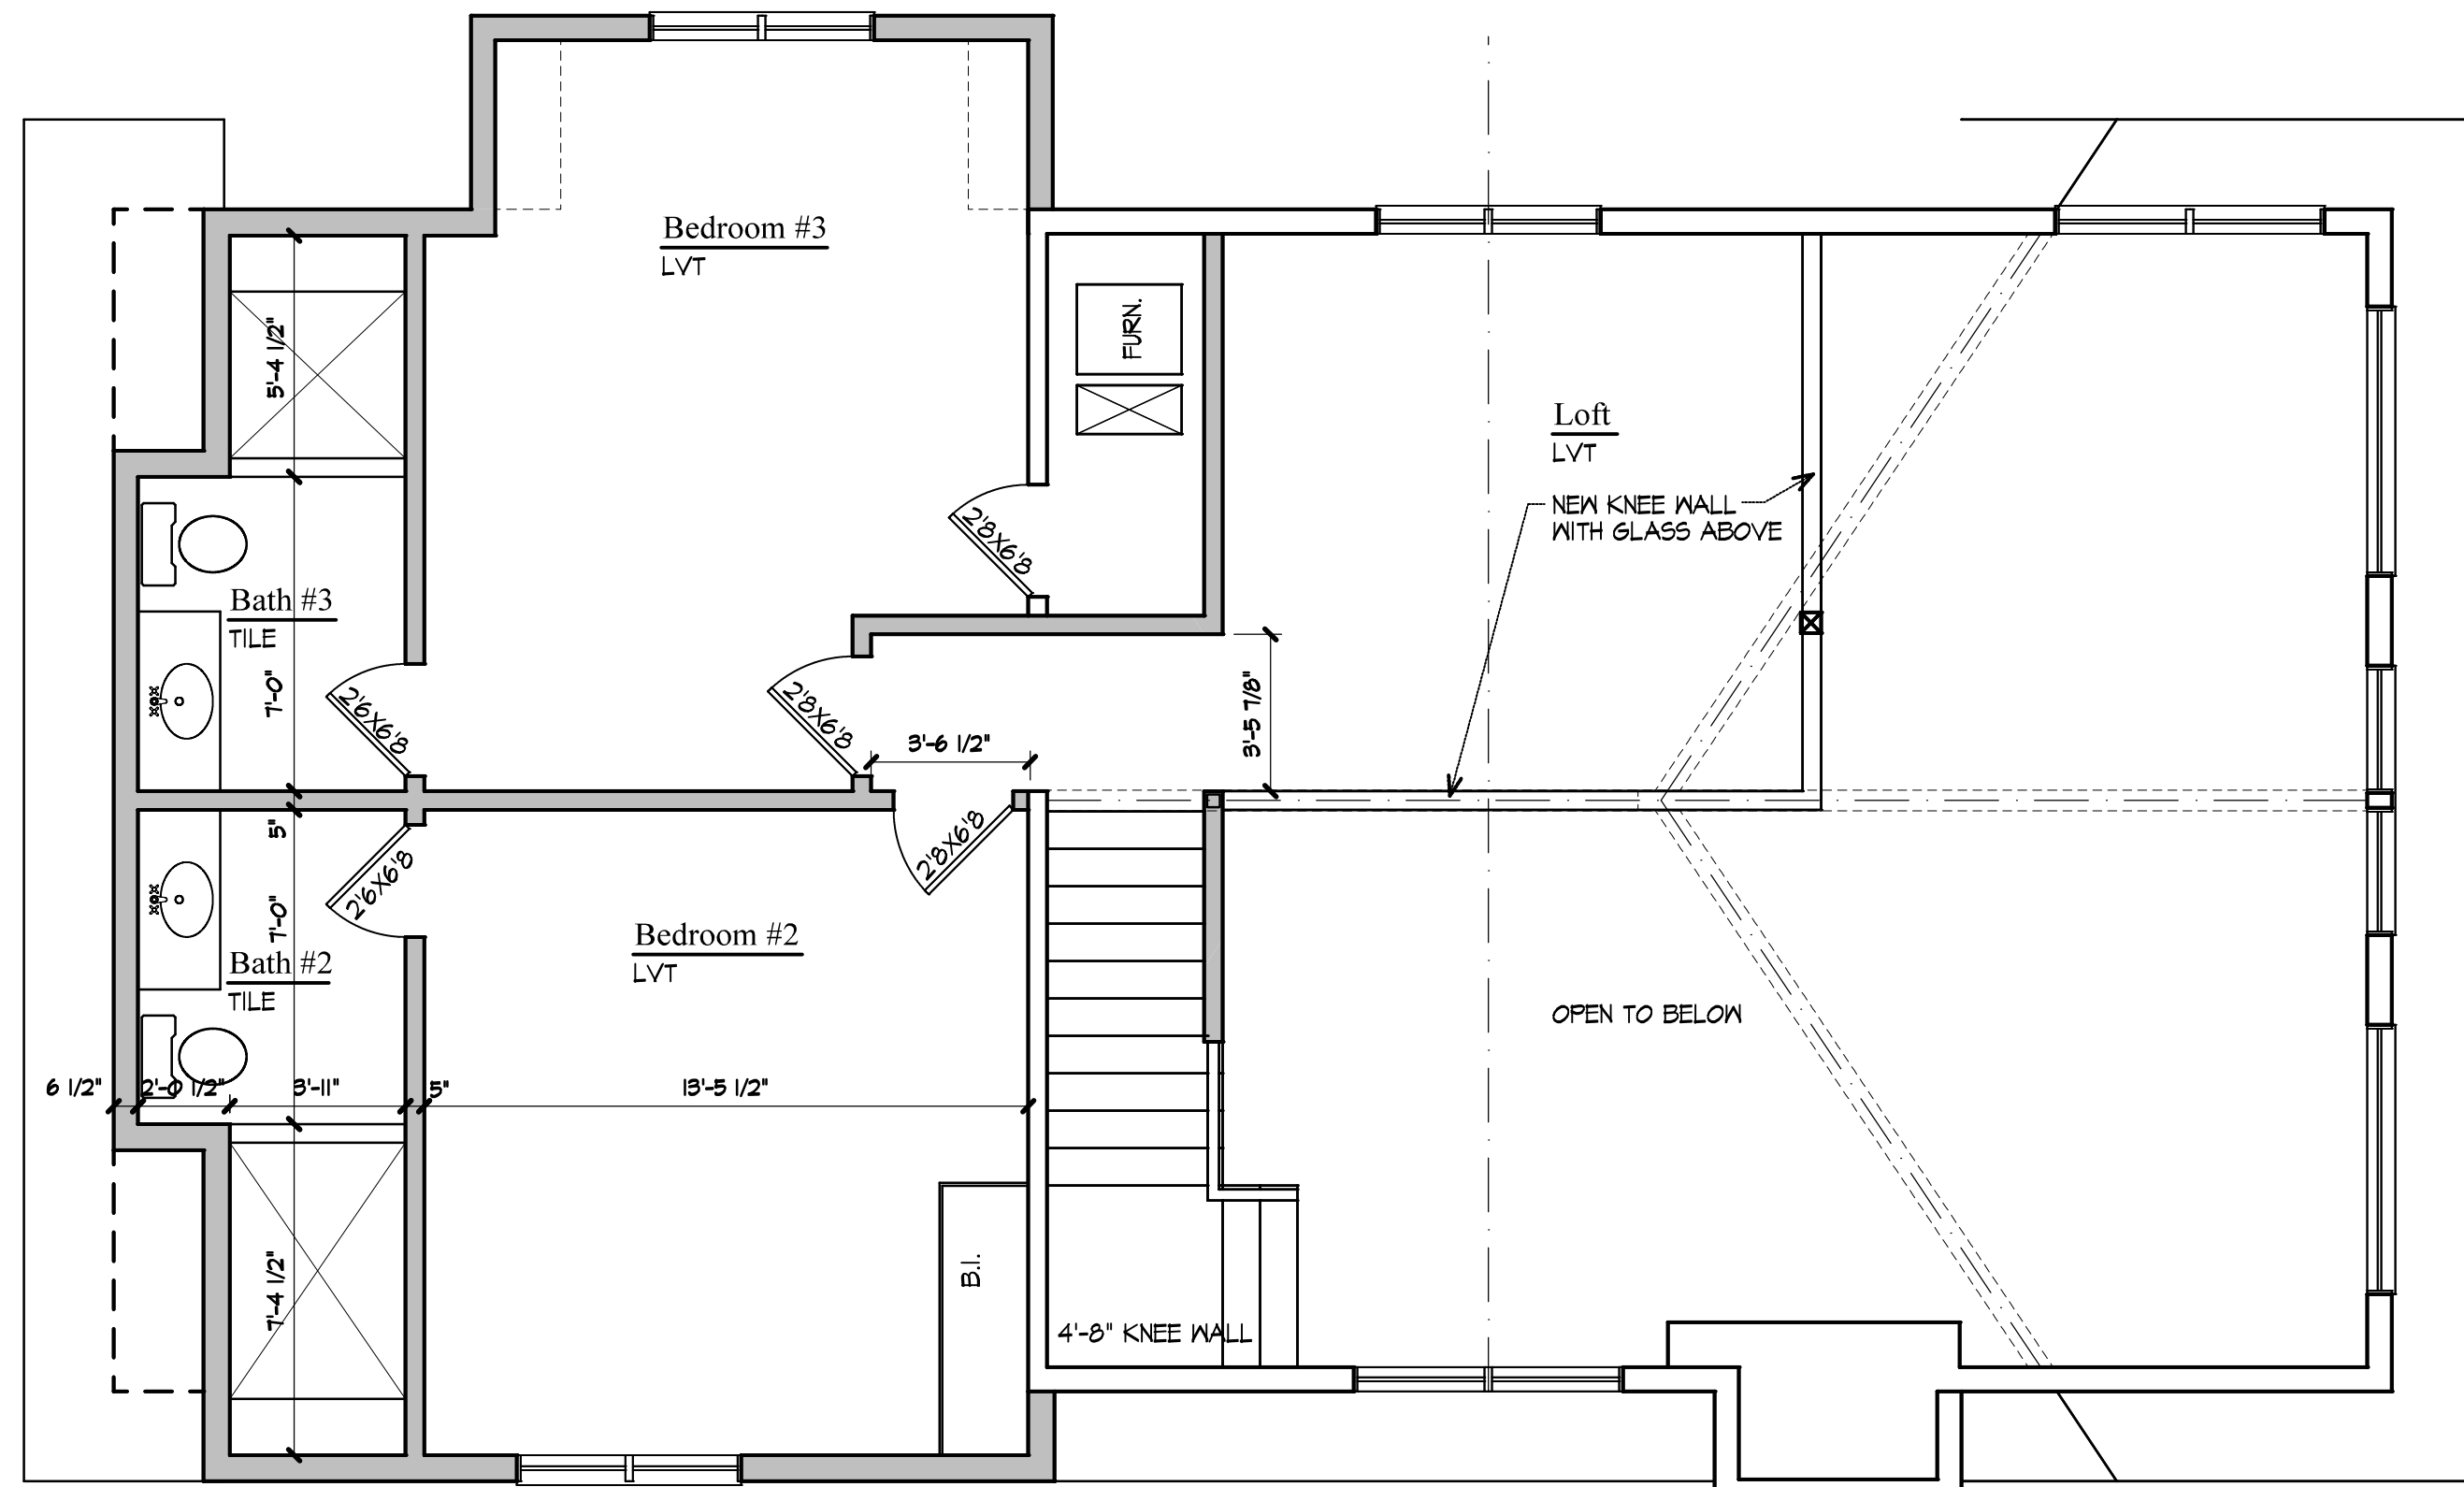 Bedroom #3
LVT
FURN.
5'-4 1/2"
Loft
LVT
NEW KNEE WALL
WITH GLASS ABOVE
2'8X6'8
Bath #3
TILE
7'-0"
2'6X6'8
2'8X6'8
3'-6 1/2"
3'-5 7/8"
5"
2'6X6'8
2'8X6'8
7'-0"
Bedroom #2
LVT
Bath #2
TILE
OPEN TO BELOW
6 1/2"
2'-0 1/2"
3'-11"
5"
13'-5 1/2"
7'-4 1/2"
B.I.
4'-8" KNEE WALL